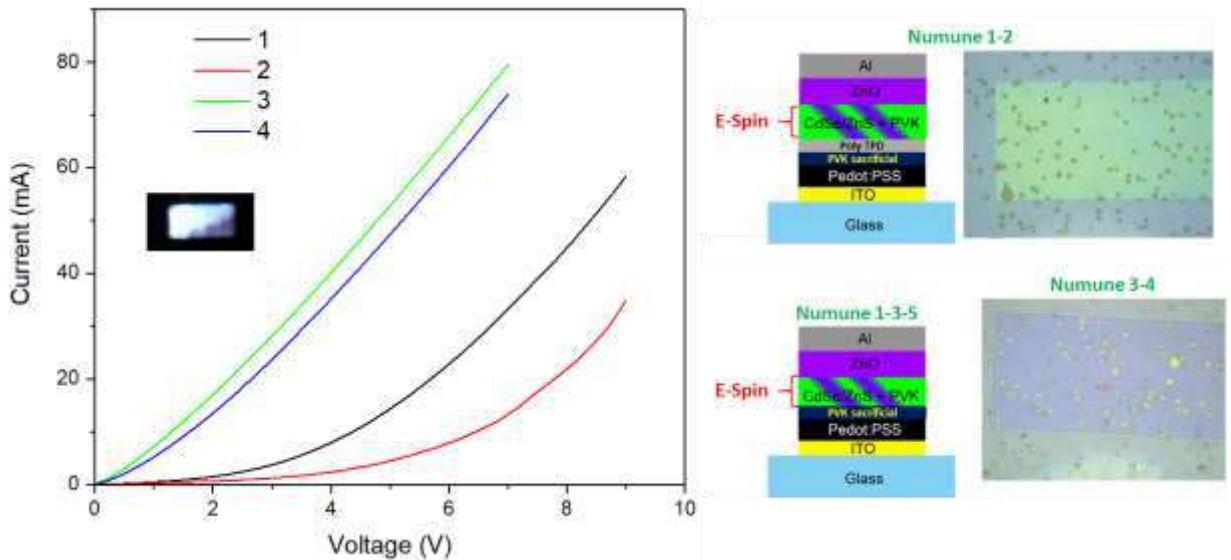 80
60
40
20
0
0
2
4
6
8
10
Current (mA)
Voltage (V)
1
2
3
4
Numune 1-2
Al
ZnO
E-Spin
CdSe/ZnS + PVK
Poly TPD
PVK sacrificial
Pedot:PSS
ITO
Glass
Numune 3-4
Numune 1-3-5
Al
ZnO
E-Spin
CdSe/ZnS + PVK
PVK sacrificial
Pedot:PSS
ITO
Glass